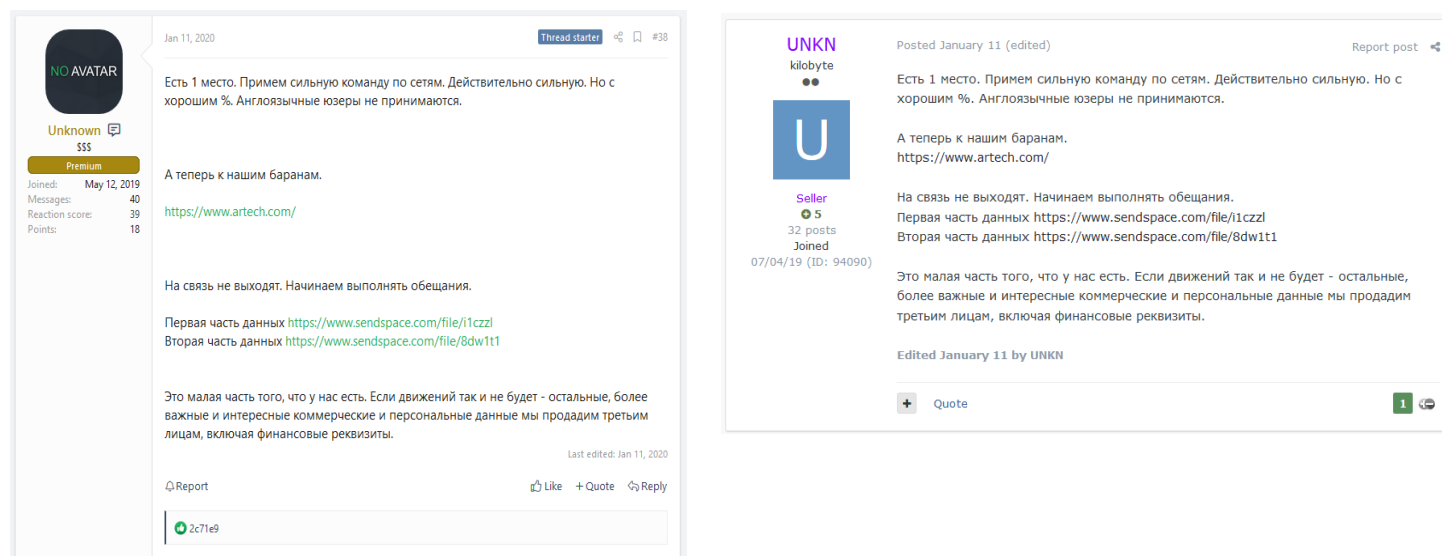 Jan 11, 2020
Thread starter
#38
NO AVATAR
Unknown
$$$
Premium
Joined: May 12, 2019
Messages: 40
Reaction score: 39
Points: 18
Есть 1 место. Примем сильную команду по сетям. Действительно сильную. Но с
хорошим %. Англоязычные юзеры не принимаются.
А теперь к нашим баранам.
https://www.artech.com/
На связь не выходят. Начинаем выполнять обещания.
Первая часть данных https://www.sendspace.com/file/i1czzl
Вторая часть данных https://www.sendspace.com/file/8dw1t1
Это малая часть того, что у нас есть. Если движений так и не будет - остальные, более
важные и интересные коммерческие и персональные данные мы продадим третьим
лицам, включая финансовые реквизиты.
Last edited: Jan 11, 2020
Report
Like
+ Quote
Reply
2c71e9
UNKN
kilobyte
U
Seller
5
32 posts
Joined
07/04/19 (ID: 94090)
Posted January 11 (edited)
Report post
Есть 1 место. Примем сильную команду по сетям. Действительно сильную. Но с
хорошим %. Англоязычные юзеры не принимаются.
А теперь к нашим баранам.
https://www.artech.com/
На связь не выходят. Начинаем выполнять обещания.
Первая часть данных https://www.sendspace.com/file/i1czzl
Вторая часть данных https://www.sendspace.com/file/8dw1t1
Это малая часть того, что у нас есть. Если движений так и не будет - остальные,
более важные и интересные коммерческие и персональные данные мы продадим
третьим лицам, включая финансовые реквизиты.
Edited January 11 by UNKN
+
Quote
1